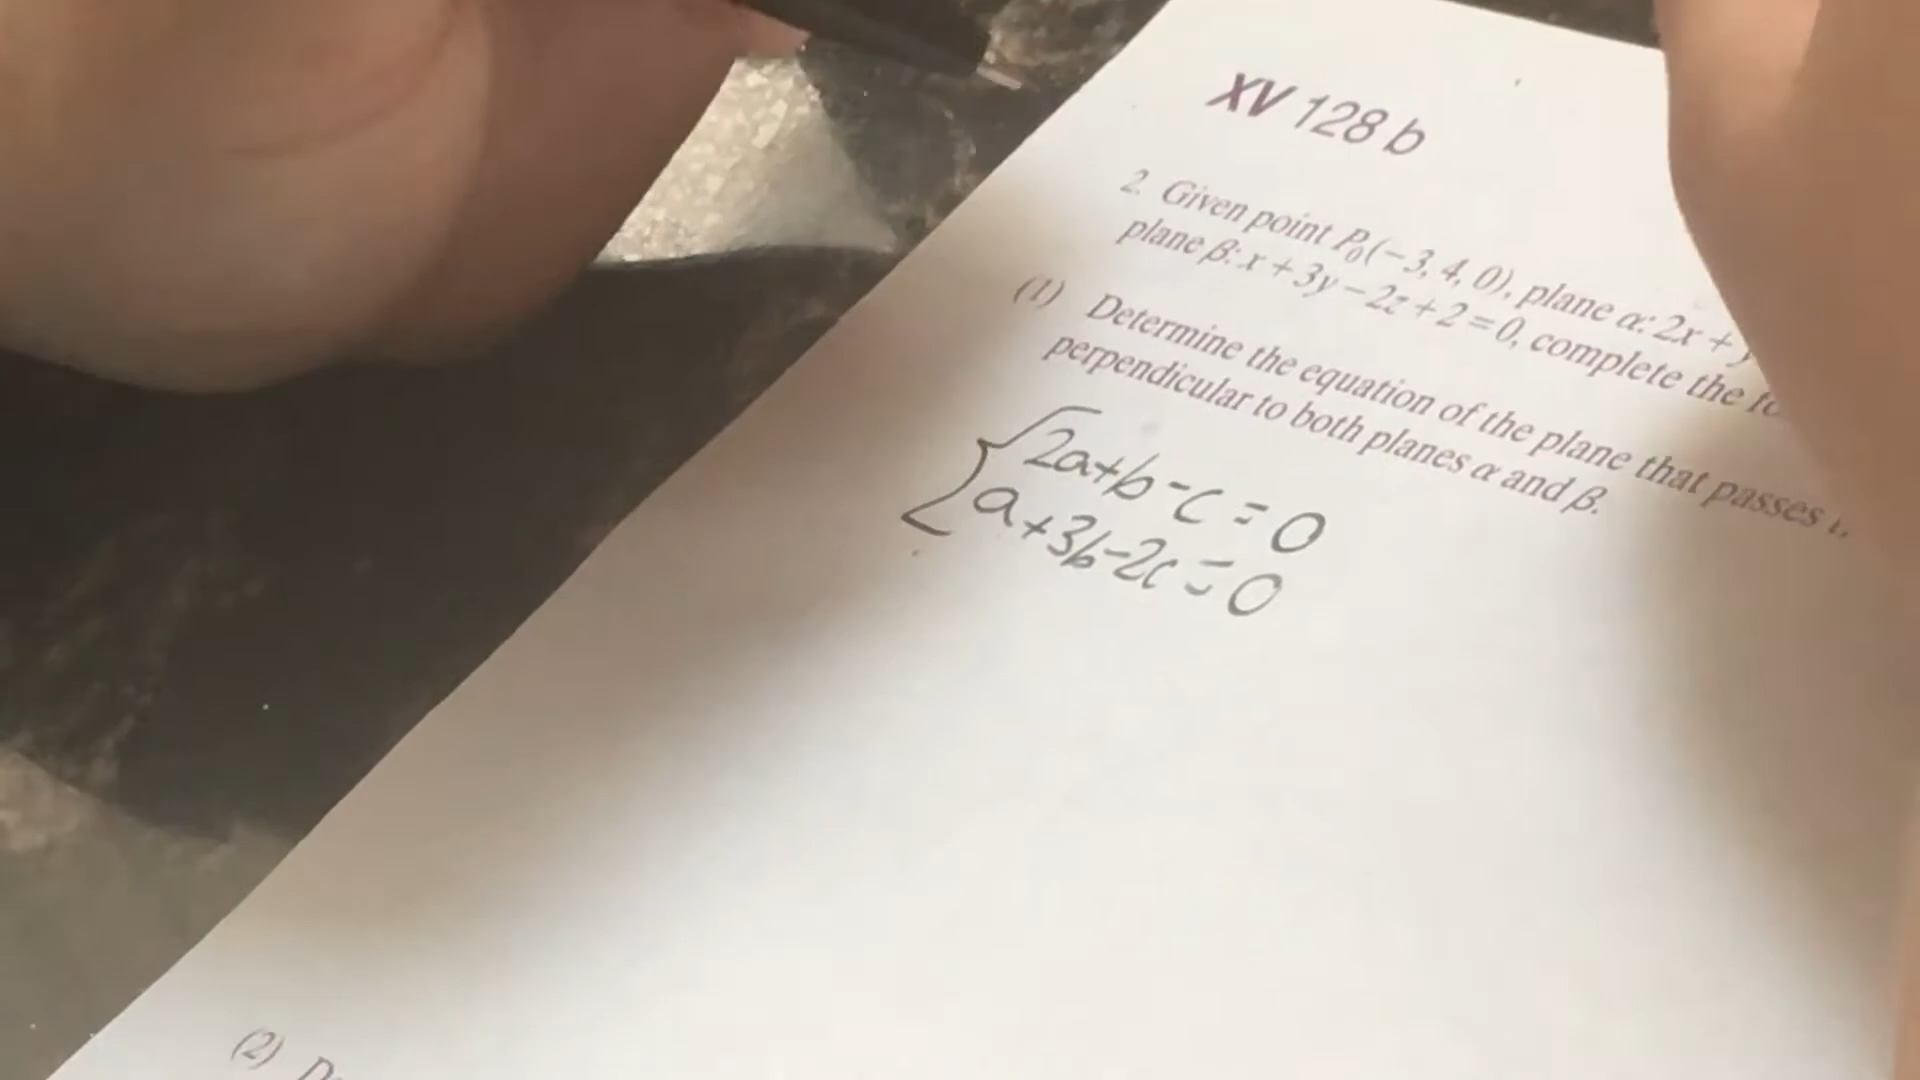 XV 128 b
2. Given point P₀(−3, 4, 0), plane α: 2x + y
plane β: x + 3y − 2z + 2 = 0, complete the
(1) Determine the equation of the plane that passes
perpendicular to both planes α and β.
2a+b-c=0
a+3b-2c=0
(2)